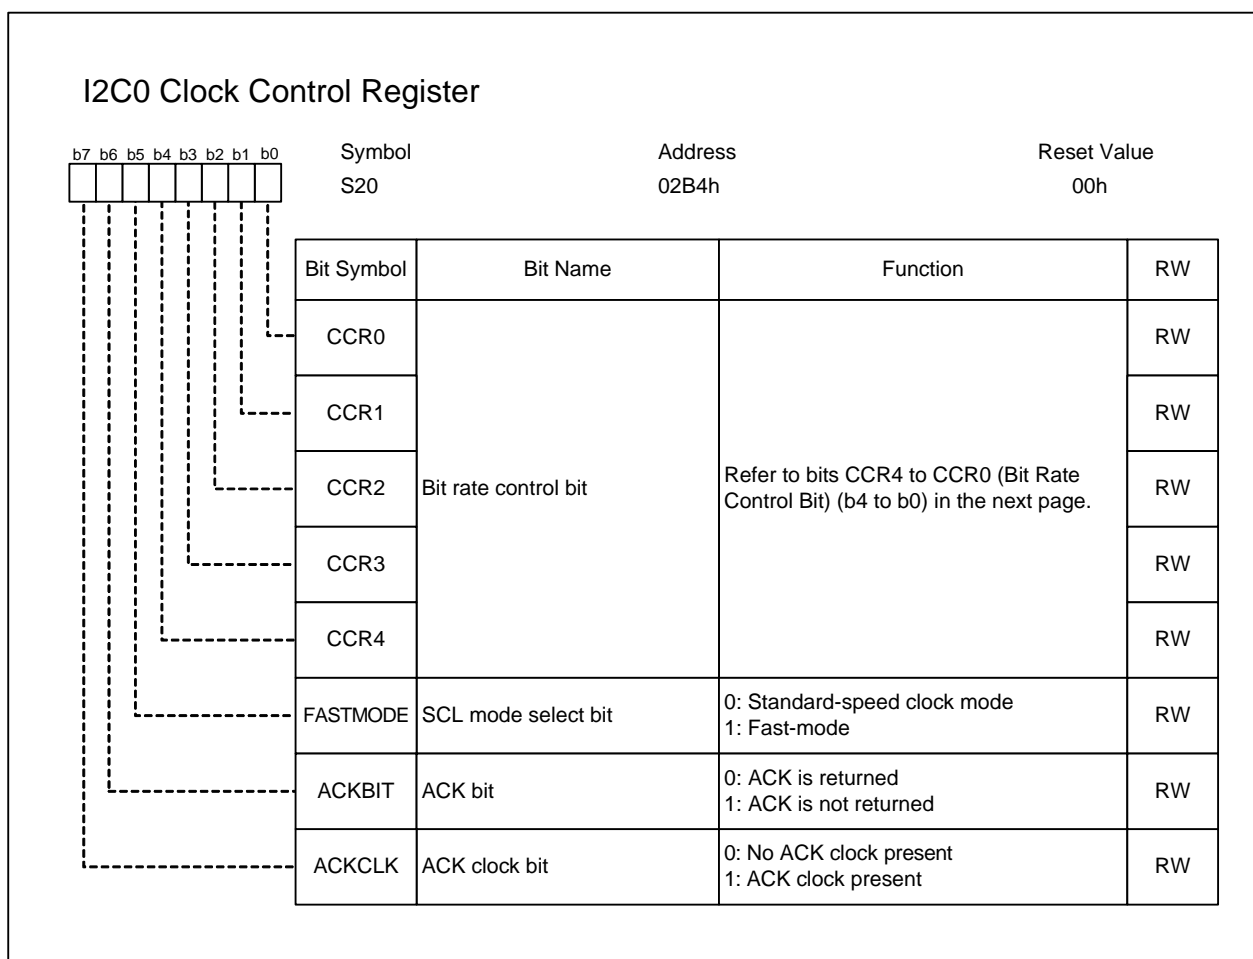 I2C0 Clock Control Register
b7 b6 b5 b4 b3 b2 b1 b0
Symbol Address Reset Value
S20 02B4h 00h
Bit Symbol Bit Name Function RW
CCR0 RW
CCR1 RW
CCR2 Bit rate control bit Refer to bits CCR4 to CCR0 (Bit Rate
Control Bit) (b4 to b0) in the next page. RW
CCR3 RW
CCR4 RW
FASTMODE SCL mode select bit 0: Standard-speed clock mode
1: Fast-mode RW
ACKBIT ACK bit 0: ACK is returned
1: ACK is not returned RW
ACKCLK ACK clock bit 0: No ACK clock present
1: ACK clock present RW